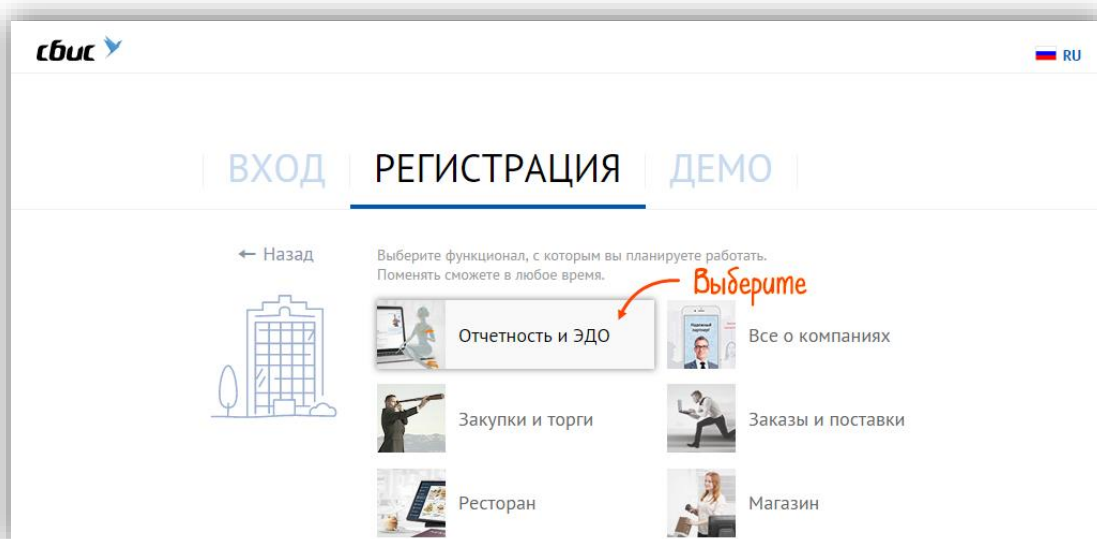 сбис
RU
ВХОД РЕГИСТРАЦИЯ ДЕМО
← Назад
Выберите функционал, с которым вы планируете работать.
Поменять сможете в любое время.
Выберите
Отчетность и ЭДО
Все о компаниях
Закупки и торги
Заказы и поставки
Ресторан
Магазин